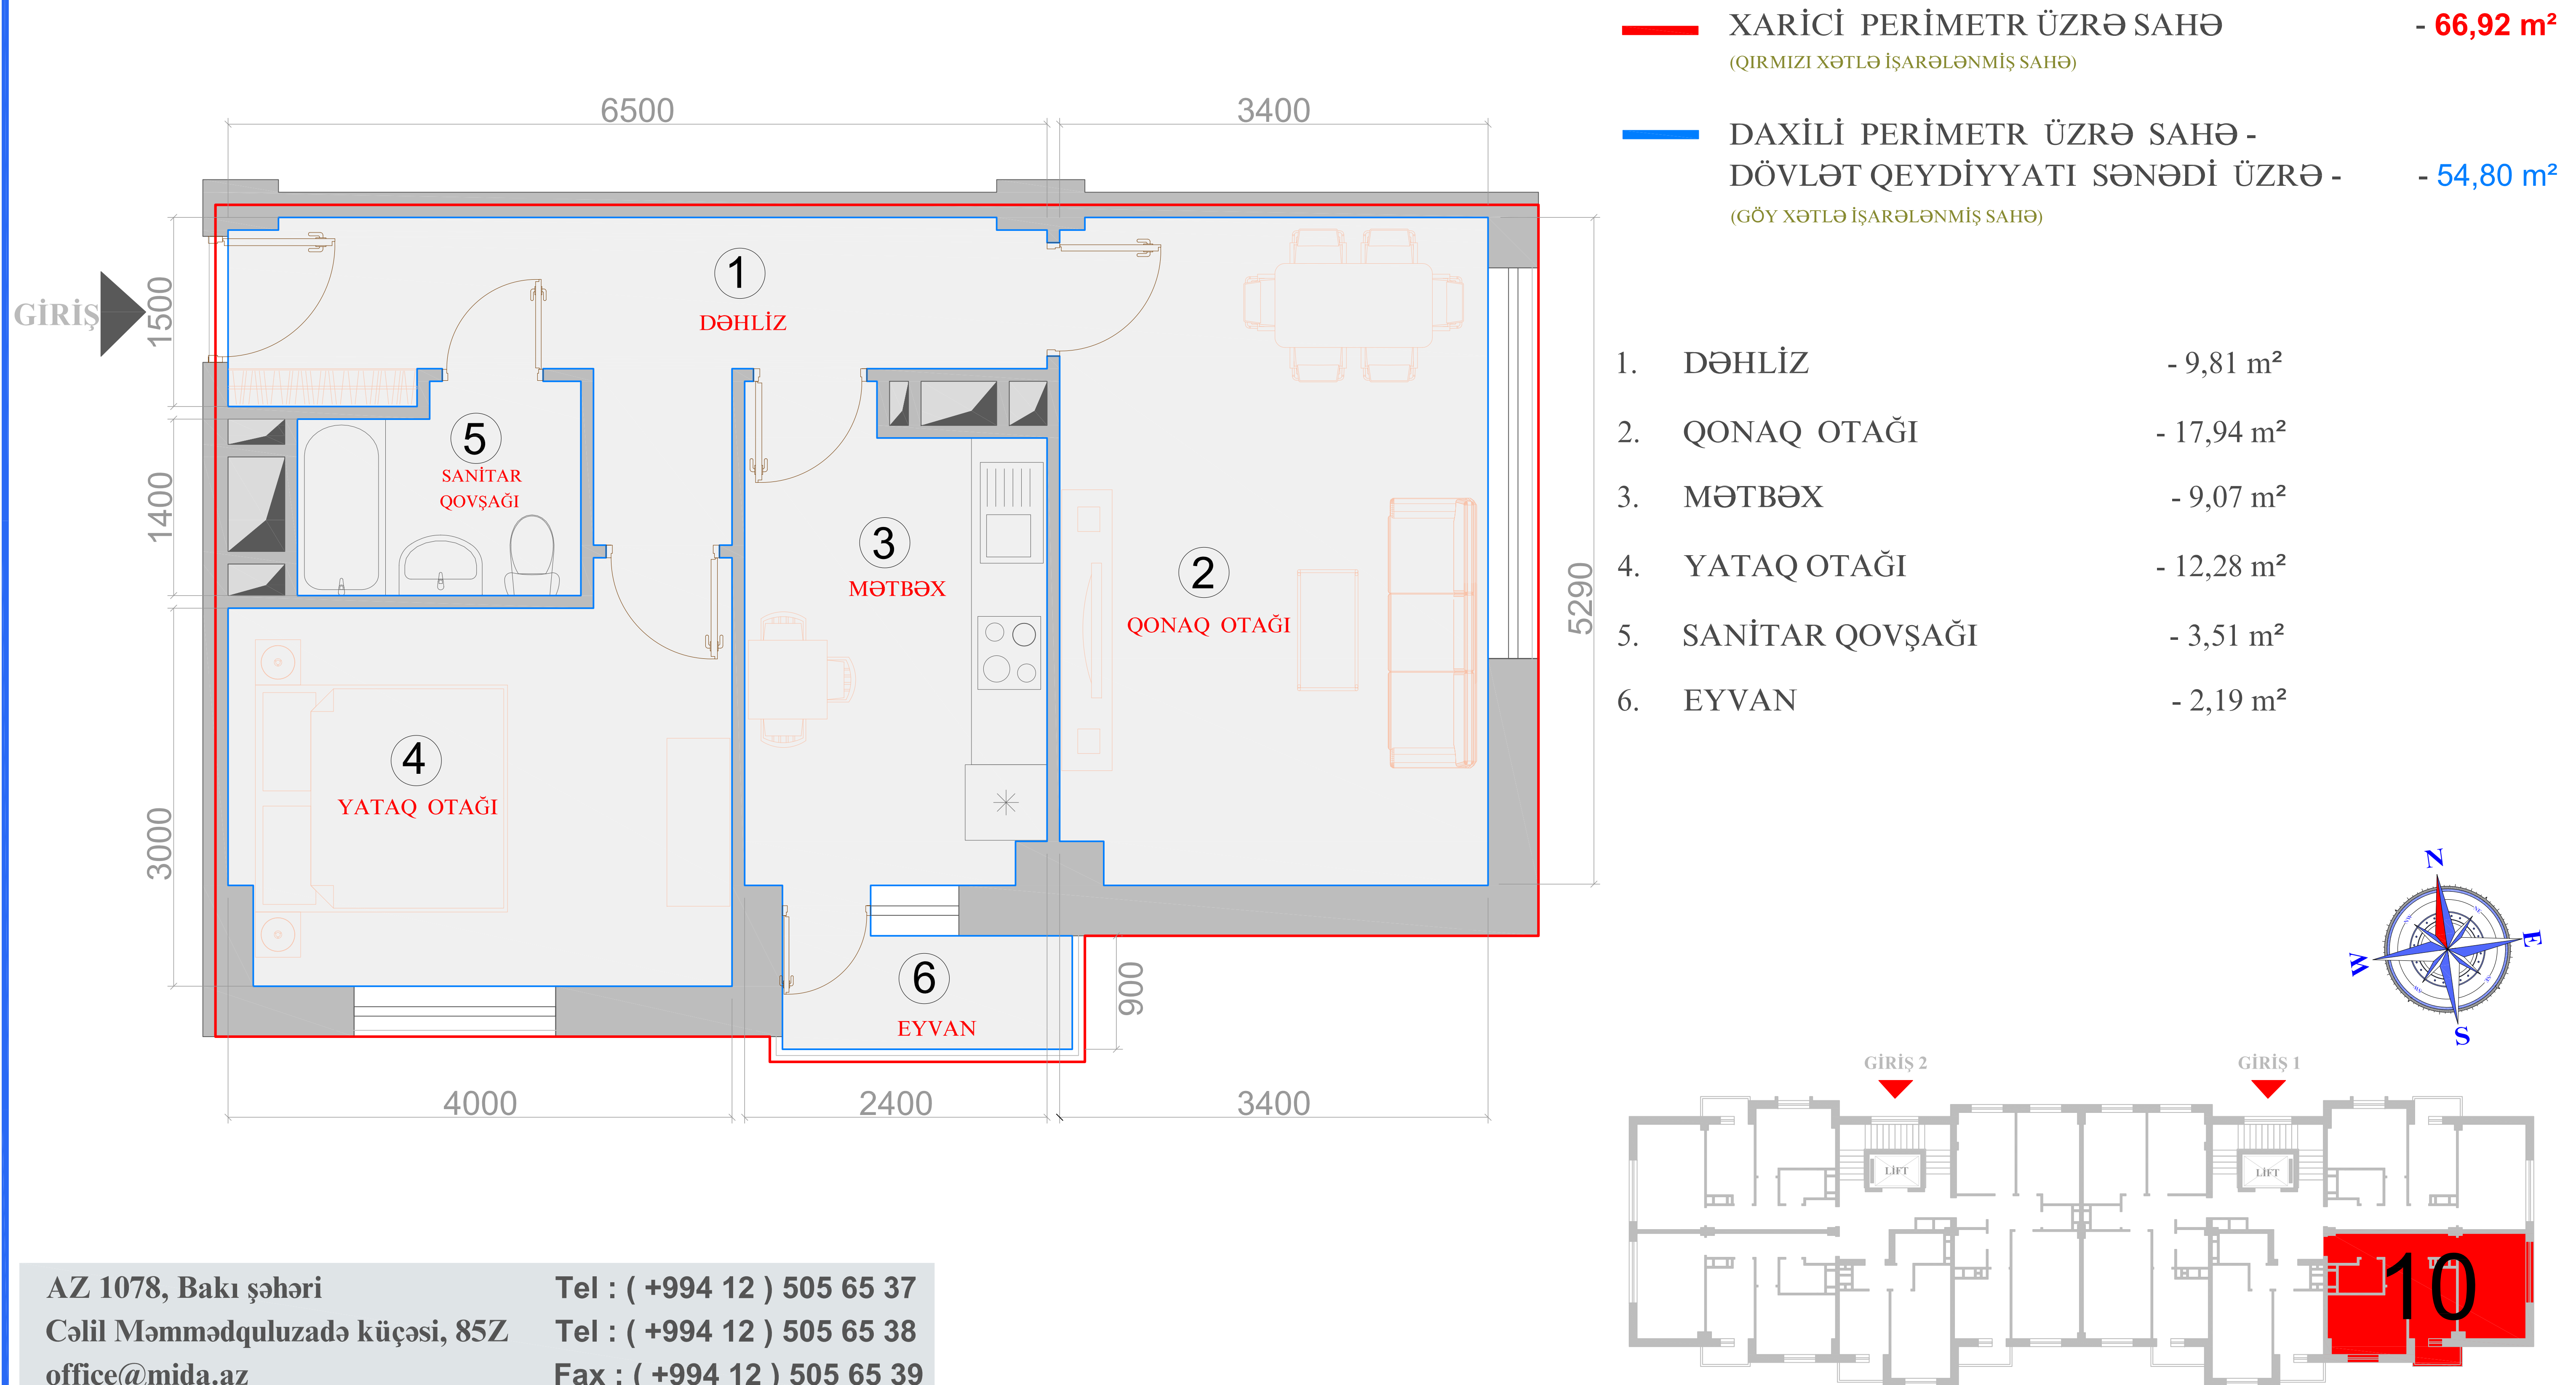 XARİCİ PERİMETR ÜZRƏ SAHƏ - 66,92 m²
(QIRMIZI XƏTLƏ İŞARƏLƏNMİŞ SAHƏ)
DAXİLİ PERİMETR ÜZRƏ SAHƏ -
DÖVLƏT QEYDİYYATI SƏNƏDİ ÜZRƏ - - 54,80 m²
(GÖY XƏTLƏ İŞARƏLƏNMİŞ SAHƏ)
6500
3400
GİRİŞ
1500
1400
3000
1
DƏHLİZ
5
SANİTAR
QOVŞAĞI
3
MƏTBƏX
2
QONAQ OTAĞI
4
YATAQ OTAĞI
6
EYVAN
5290
900
4000
2400
3400
1. DƏHLİZ - 9,81 m²
2. QONAQ OTAĞI - 17,94 m²
3. MƏTBƏX - 9,07 m²
4. YATAQ OTAĞI - 12,28 m²
5. SANİTAR QOVŞAĞI - 3,51 m²
6. EYVAN - 2,19 m²
N
E
W
S
GİRİŞ 2
GİRİŞ 1
LİFT
LİFT
10
AZ 1078, Bakı şəhəri
Tel : ( +994 12 ) 505 65 37
Cəlil Məmmədquluzadə küçəsi, 85Z
Tel : ( +994 12 ) 505 65 38
office@mida.az
Fax : ( +994 12 ) 505 65 39